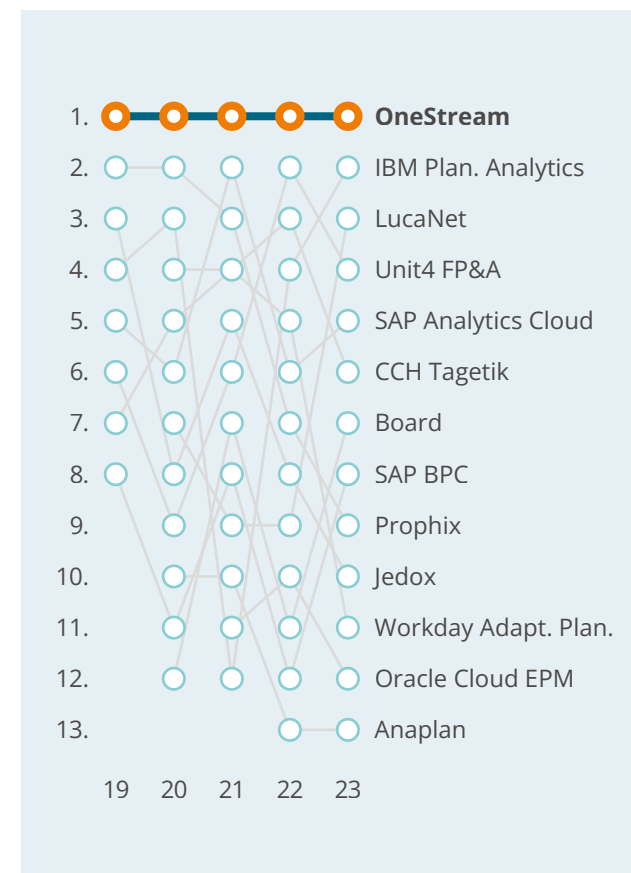 1. OneStream
2. IBM Plan. Analytics
3. LucaNet
4. Unit4 FP&A
5. SAP Analytics Cloud
6. CCH Tagetik
7. Board
8. SAP BPC
9. Prophix
10. Jedox
11. Workday Adapt. Plan.
12. Oracle Cloud EPM
13. Anaplan
19 20 21 22 23